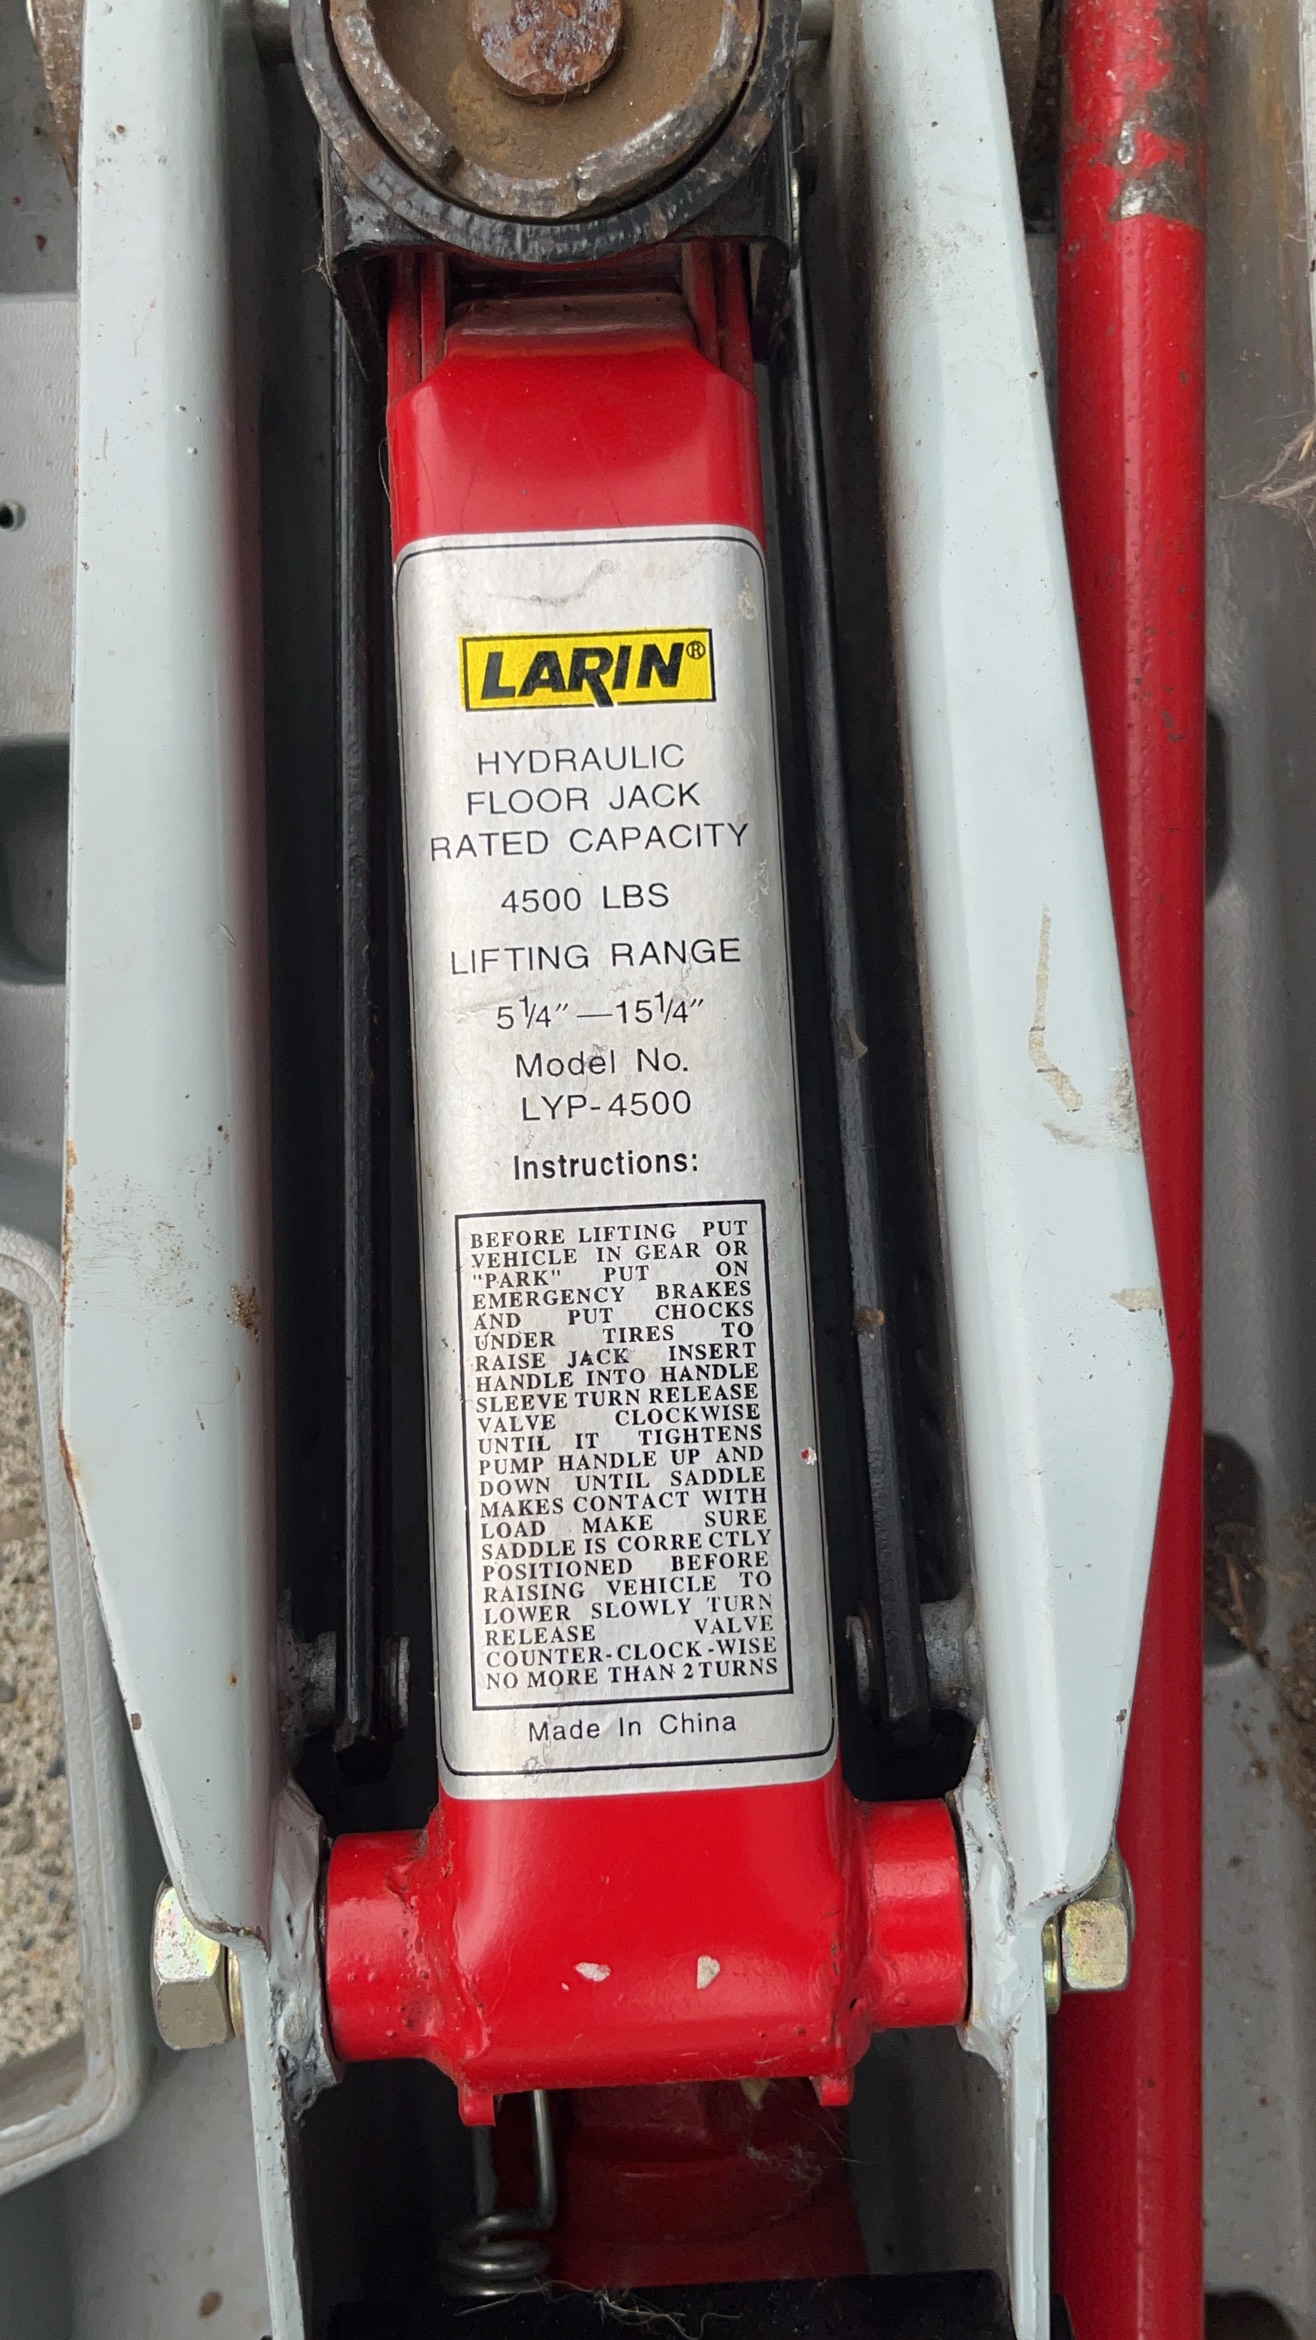 LARIN®
HYDRAULIC
FLOOR JACK
RATED CAPACITY
4500 LBS
LIFTING RANGE
5 1/4" — 15 1/4"
Model No.
LYP-4500
Instructions:
BEFORE LIFTING PUT
VEHICLE IN GEAR OR
"PARK" PUT ON
EMERGENCY BRAKES
AND PUT CHOCKS
UNDER TIRES TO
RAISE JACK INSERT
HANDLE INTO HANDLE
SLEEVE TURN RELEASE
VALVE CLOCKWISE
UNTIL IT TIGHTENS
PUMP HANDLE UP AND
DOWN UNTIL SADDLE
MAKES CONTACT WITH
LOAD MAKE SURE
SADDLE IS CORRE CTLY
POSITIONED BEFORE
RAISING VEHICLE TO
LOWER SLOWLY TURN
RELEASE VALVE
COUNTER-CLOCK-WISE
NO MORE THAN 2 TURNS
Made In China